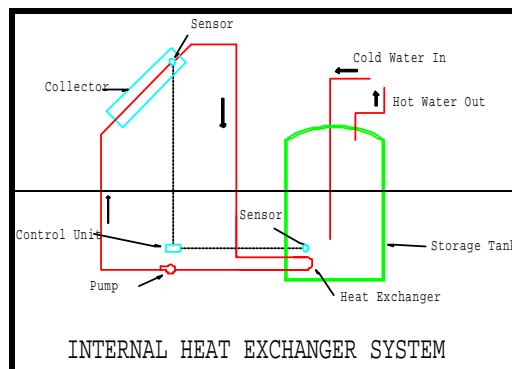 Sensor
Cold Water In
Collector
Hot Water Out
Sensor
Control Unit
Storage Tank
Pump
Heat Exchanger
INTERNAL HEAT EXCHANGER SYSTEM